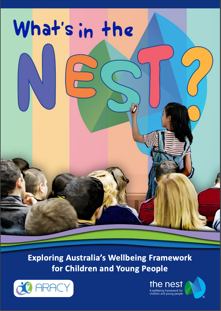 What's in the
NEST?
Exploring Australia's Wellbeing Framework
for Children and Young People
ARACY
the nest
A wellbeing framework for
children and young people